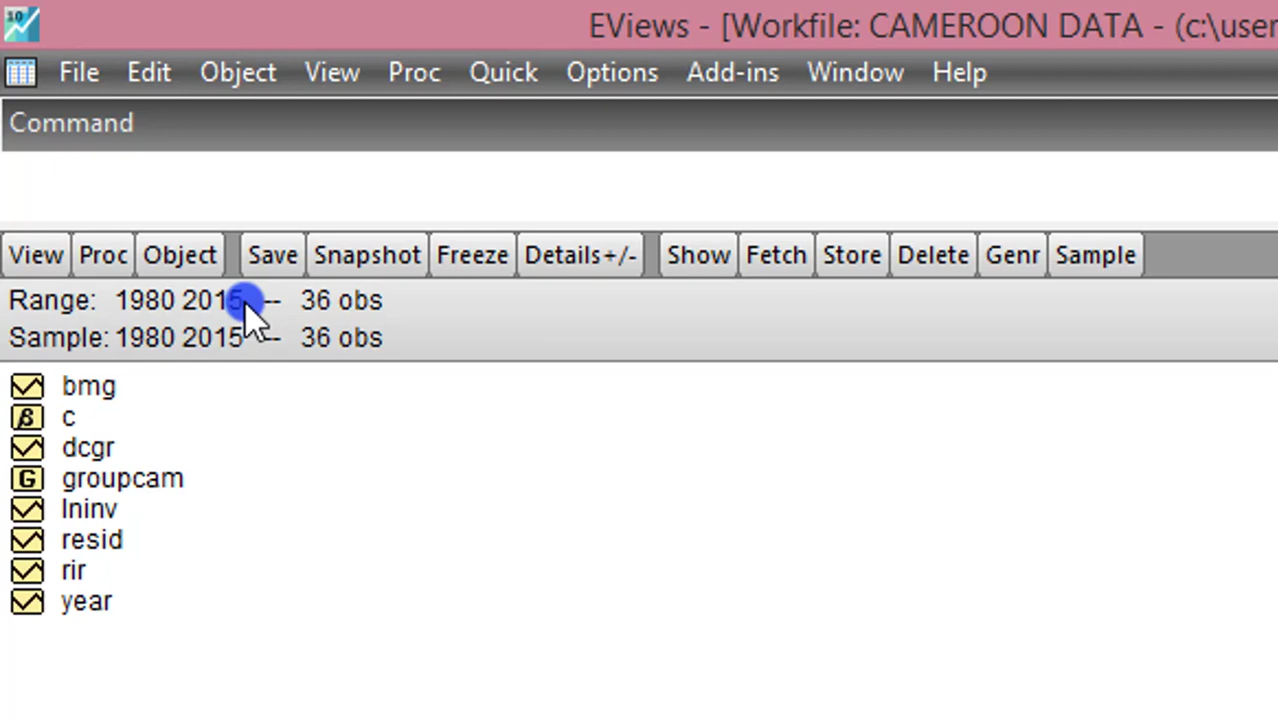 10
EViews - [Workfile: CAMEROON DATA - (c:\user
File Edit Object View Proc Quick Options Add-ins Window Help
Command
View Proc Object Save Snapshot Freeze Details+/- Show Fetch Store Delete Genr Sample
Range: 1980 2015 -- 36 obs
Sample: 1980 2015 -- 36 obs
bmg
β c
dcgr
G groupcam
lninv
resid
rir
year